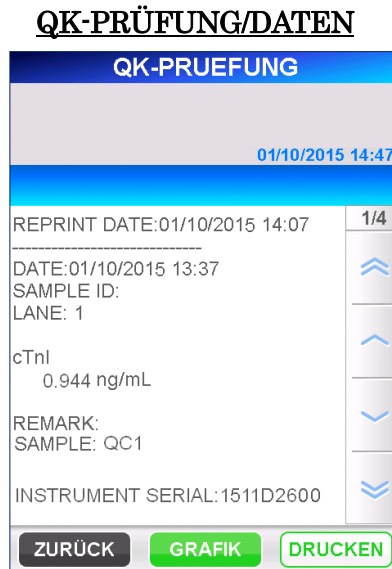 QK-PRÜFUNG/DATEN
QK-PRUEFUNG
01/10/2015 14:47
REPRINT DATE:01/10/2015 14:07
1/4
-----------------------------
DATE:01/10/2015 13:37
SAMPLE ID:
LANE: 1
cTnI
0.944 ng/mL
REMARK:
SAMPLE: QC1
INSTRUMENT SERIAL:1511D2600
ZURÜCK GRAFIK DRUCKEN